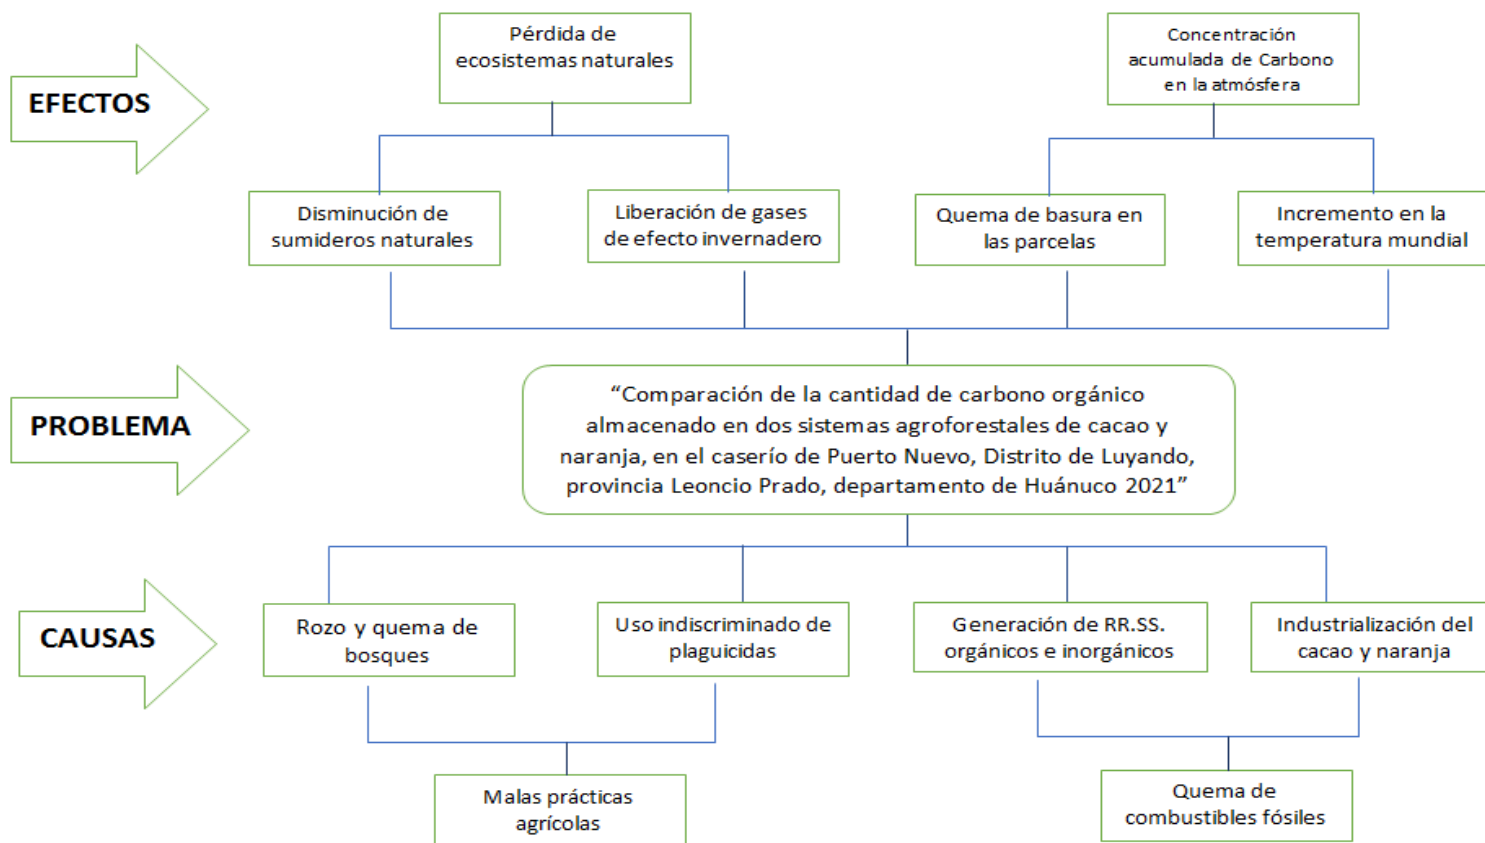 Pérdida de
ecosistemas naturales
Concentración
acumulada de Carbono
en la atmósfera
EFECTOS
Disminución de
sumideros naturales
Liberación de gases
de efecto invernadero
Quema de basura en
las parcelas
Incremento en la
temperatura mundial
PROBLEMA
“Comparación de la cantidad de carbono orgánico
almacenado en dos sistemas agroforestales de cacao y
naranja, en el caserío de Puerto Nuevo, Distrito de Luyando,
provincia Leoncio Prado, departamento de Huánuco 2021”
CAUSAS
Rozo y quema de
bosques
Uso indiscriminado de
plaguicidas
Generación de RR.SS.
orgánicos e inorgánicos
Industrialización del
cacao y naranja
Malas prácticas
agrícolas
Quema de
combustibles fósiles